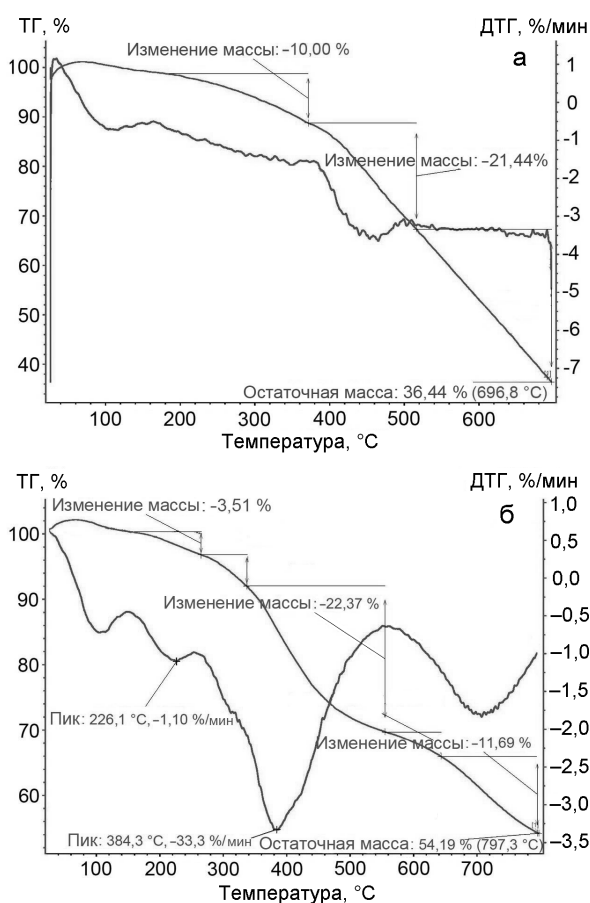 ТГ, %
ДТГ, %/мин
Изменение массы: –10,00 %
а
100
90
80
70
60
50
40
1
0
–1
–2
–3
–4
–5
–6
–7
Изменение массы: –21,44%
Остаточная масса: 36,44 % (696,8 °C)
100 200 300 400 500 600
Температура, °C
ТГ, %
ДТГ, %/мин
Изменение массы: –3,51 %
б
100
90
80
70
60
1,0
0,5
0,0
–0,5
–1,0
–1,5
–2,0
–2,5
–3,0
–3,5
Изменение массы: –22,37 %
Пик: 226,1 °C, –1,10 %/мин
Изменение массы: –11,69 %
Пик: 384,3 °C, –33,3 %/мин
Остаточная масса: 54,19 % (797,3 °C)
100 200 300 400 500 600 700
Температура, °C